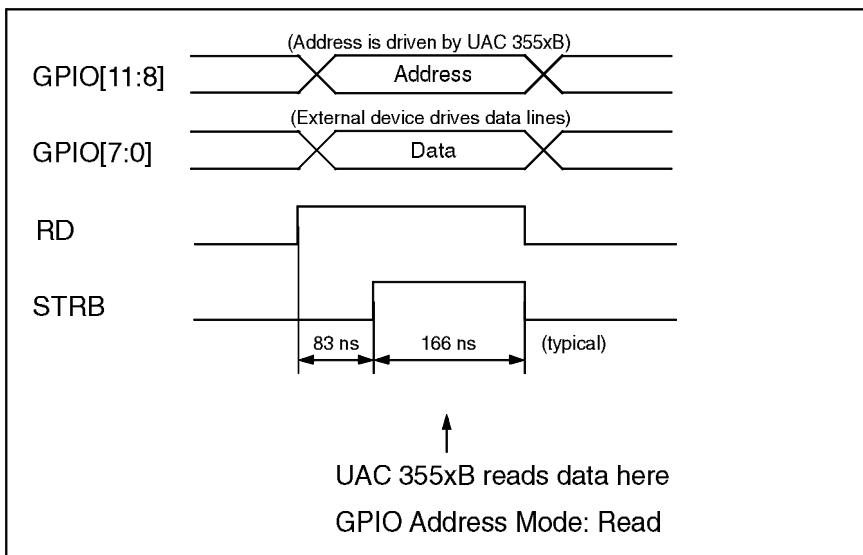 (Address is driven by UAC 355xB)
GPIO[11:8]
Address
(External device drives data lines)
GPIO[7:0]
Data
RD
STRB
83 ns
166 ns
(typical)
UAC 355xB reads data here
GPIO Address Mode: Read